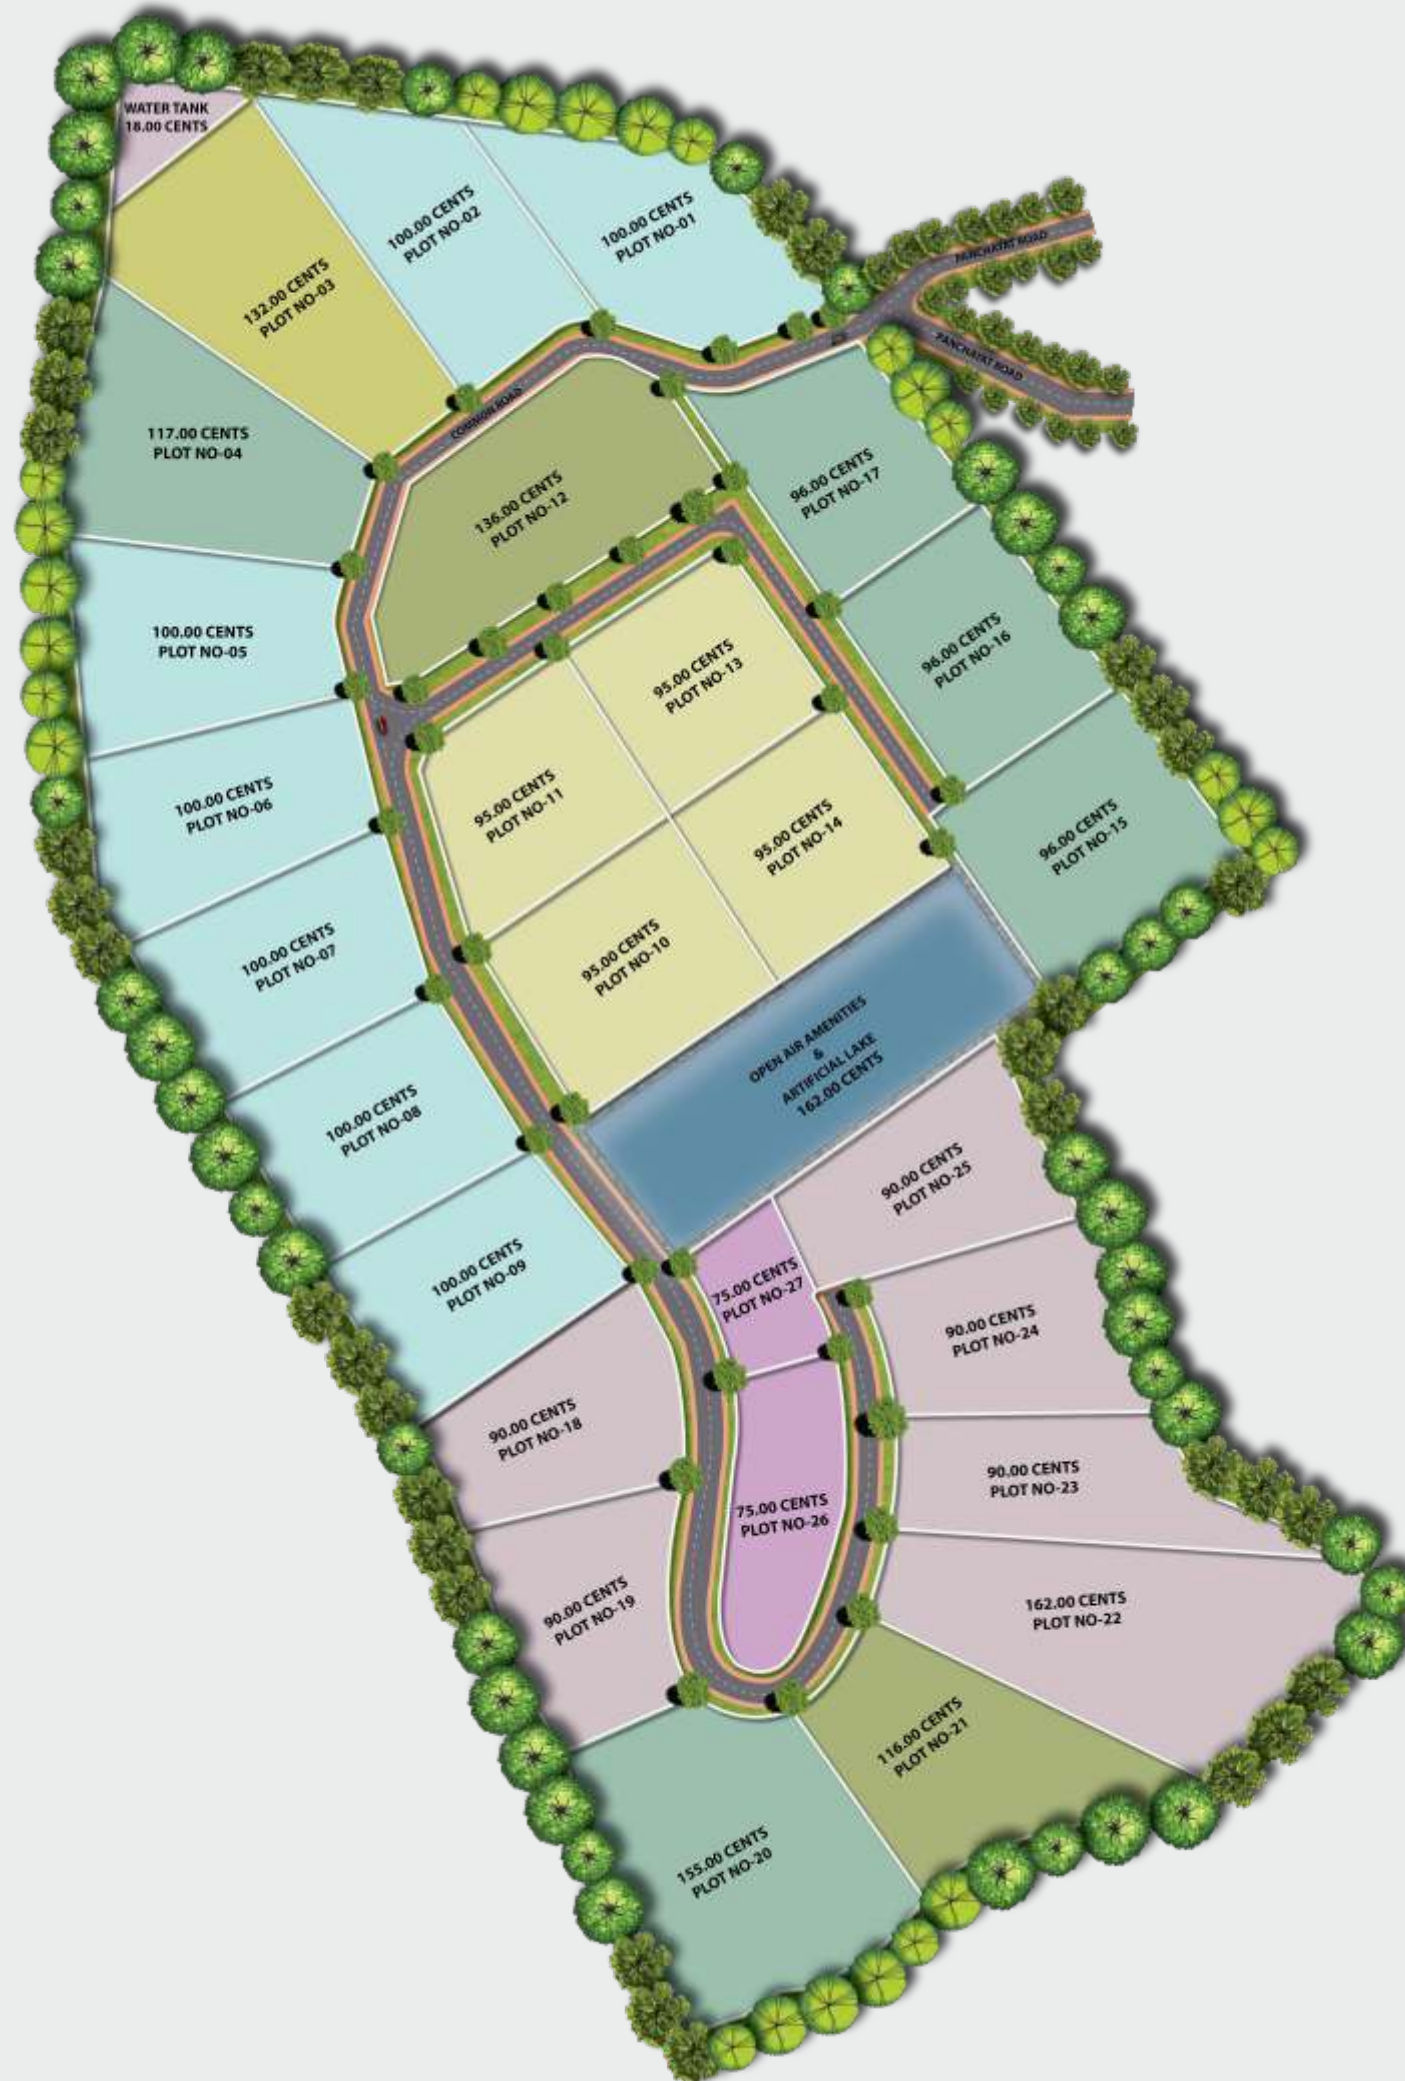 WATER TANK
18.00 CENTS
100.00 CENTS
PLOT NO-02
100.00 CENTS
PLOT NO-01
PANCHAYAT ROAD
132.00 CENTS
PLOT NO-03
PANCHAYAT ROAD
COMMON ROAD
117.00 CENTS
PLOT NO-04
136.00 CENTS
PLOT NO-12
96.00 CENTS
PLOT NO-17
100.00 CENTS
PLOT NO-05
95.00 CENTS
PLOT NO-13
96.00 CENTS
PLOT NO-16
100.00 CENTS
PLOT NO-06
95.00 CENTS
PLOT NO-11
95.00 CENTS
PLOT NO-14
96.00 CENTS
PLOT NO-15
100.00 CENTS
PLOT NO-07
95.00 CENTS
PLOT NO-10
OPEN AIR AMENITIES
&
ARTIFICIAL LAKE
162.00 CENTS
100.00 CENTS
PLOT NO-08
90.00 CENTS
PLOT NO-25
100.00 CENTS
PLOT NO-09
75.00 CENTS
PLOT NO-27
90.00 CENTS
PLOT NO-24
90.00 CENTS
PLOT NO-18
90.00 CENTS
PLOT NO-23
75.00 CENTS
PLOT NO-26
90.00 CENTS
PLOT NO-19
162.00 CENTS
PLOT NO-22
116.00 CENTS
PLOT NO-21
155.00 CENTS
PLOT NO-20